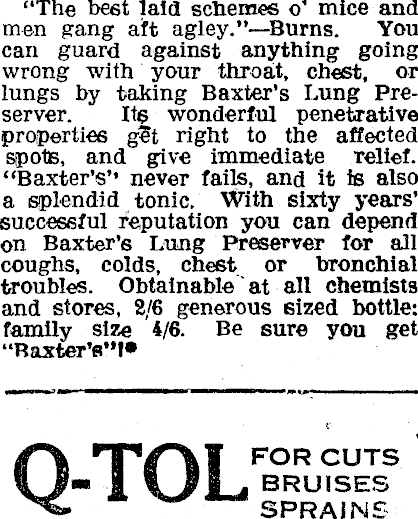 "The best laid schemes o' mice and
men gang aft agley."—Burns. You
can guard against anything going
wrong with your throat, chest, or
lungs by taking Baxter's Lung Pre-
server. Its wonderful penetrative
properties get right to the affected
spots, and give immediate relief.
"Baxter's" never fails, and it is also
a splendid tonic. With sixty years'
successful reputation you can depend
on Baxter's Lung Preserver for all
coughs, colds, chest or bronchial
troubles. Obtainable at all chemists
and stores, 2/6 generous sized bottle;
family size 4/6. Be sure you get
"Baxter's"!*
Q-TOL FOR CUTS
BRUISES
SPRAINS